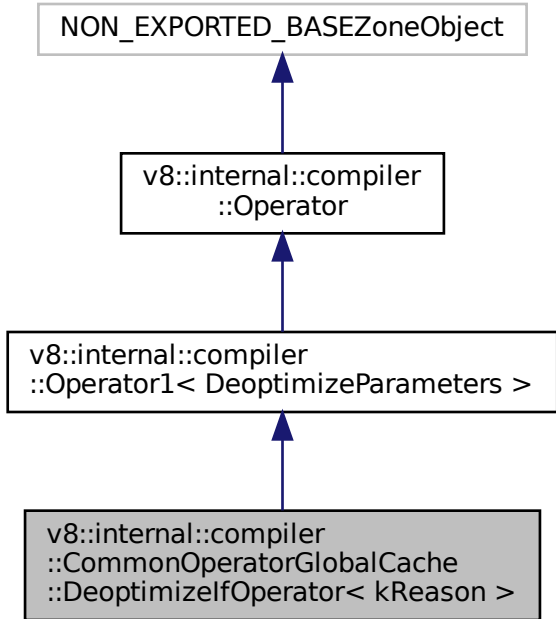 NON_EXPORTED_BASEZoneObject
v8::internal::compiler
::Operator
v8::internal::compiler
::Operator1< DeoptimizeParameters >
v8::internal::compiler
::CommonOperatorGlobalCache
::DeoptimizeIfOperator< kReason >